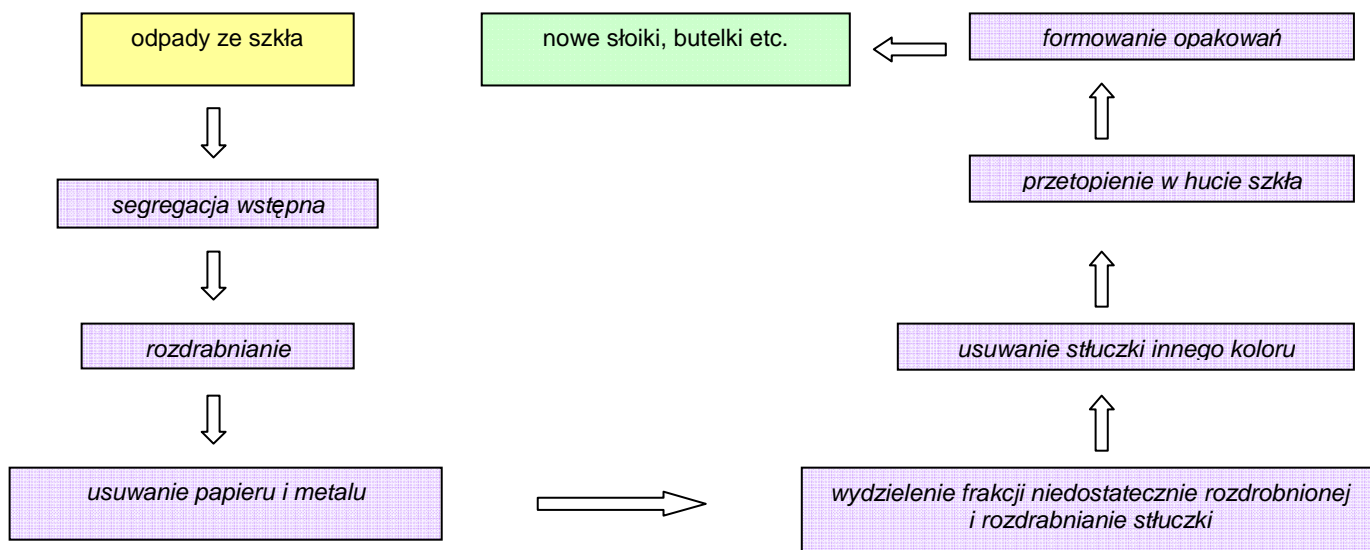 odpady ze szkła
segregacja wstępna
rozdrabnianie
usuwanie papieru i metalu
wydzielenie frakcji niedostatecznie rozdrobnionej
i rozdrabnianie stłuczki
usuwanie stłuczki innego koloru
przetopienie w hucie szkła
formowanie opakowań
nowe słoiki, butelki etc.